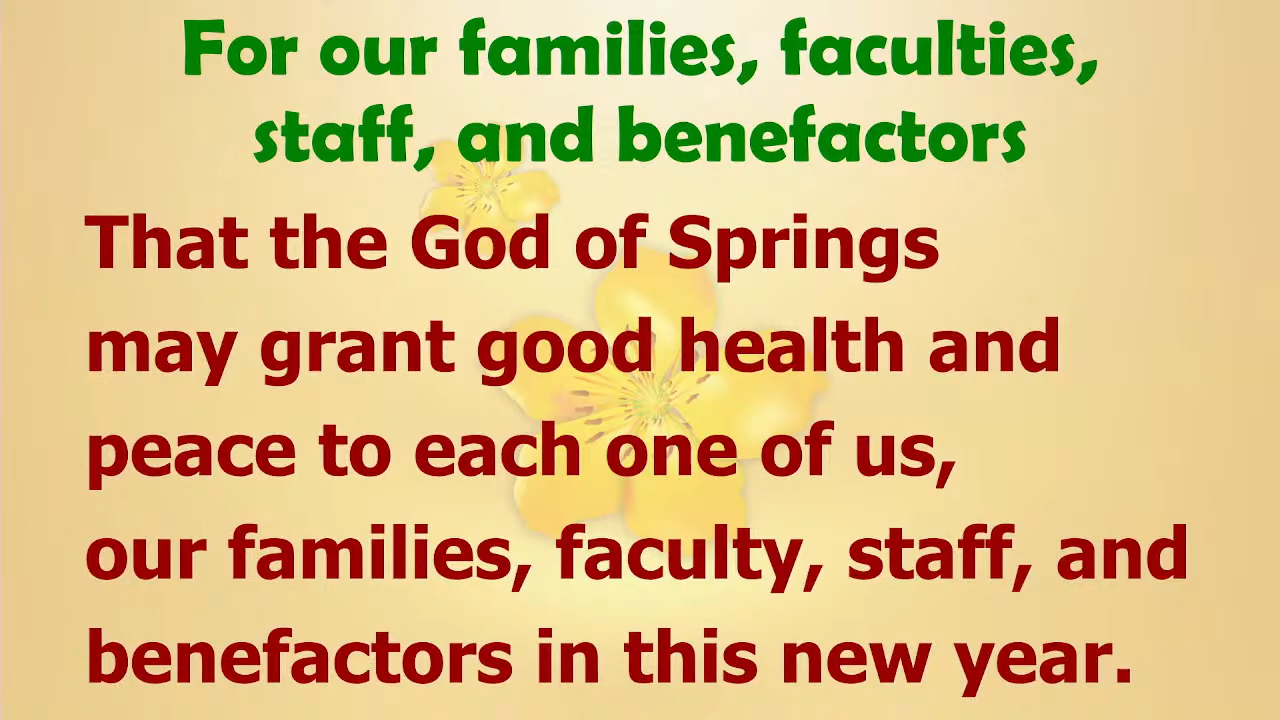 For our families, faculties,
staff, and benefactors
That the God of Springs
may grant good health and
peace to each one of us,
our families, faculty, staff, and
benefactors in this new year.